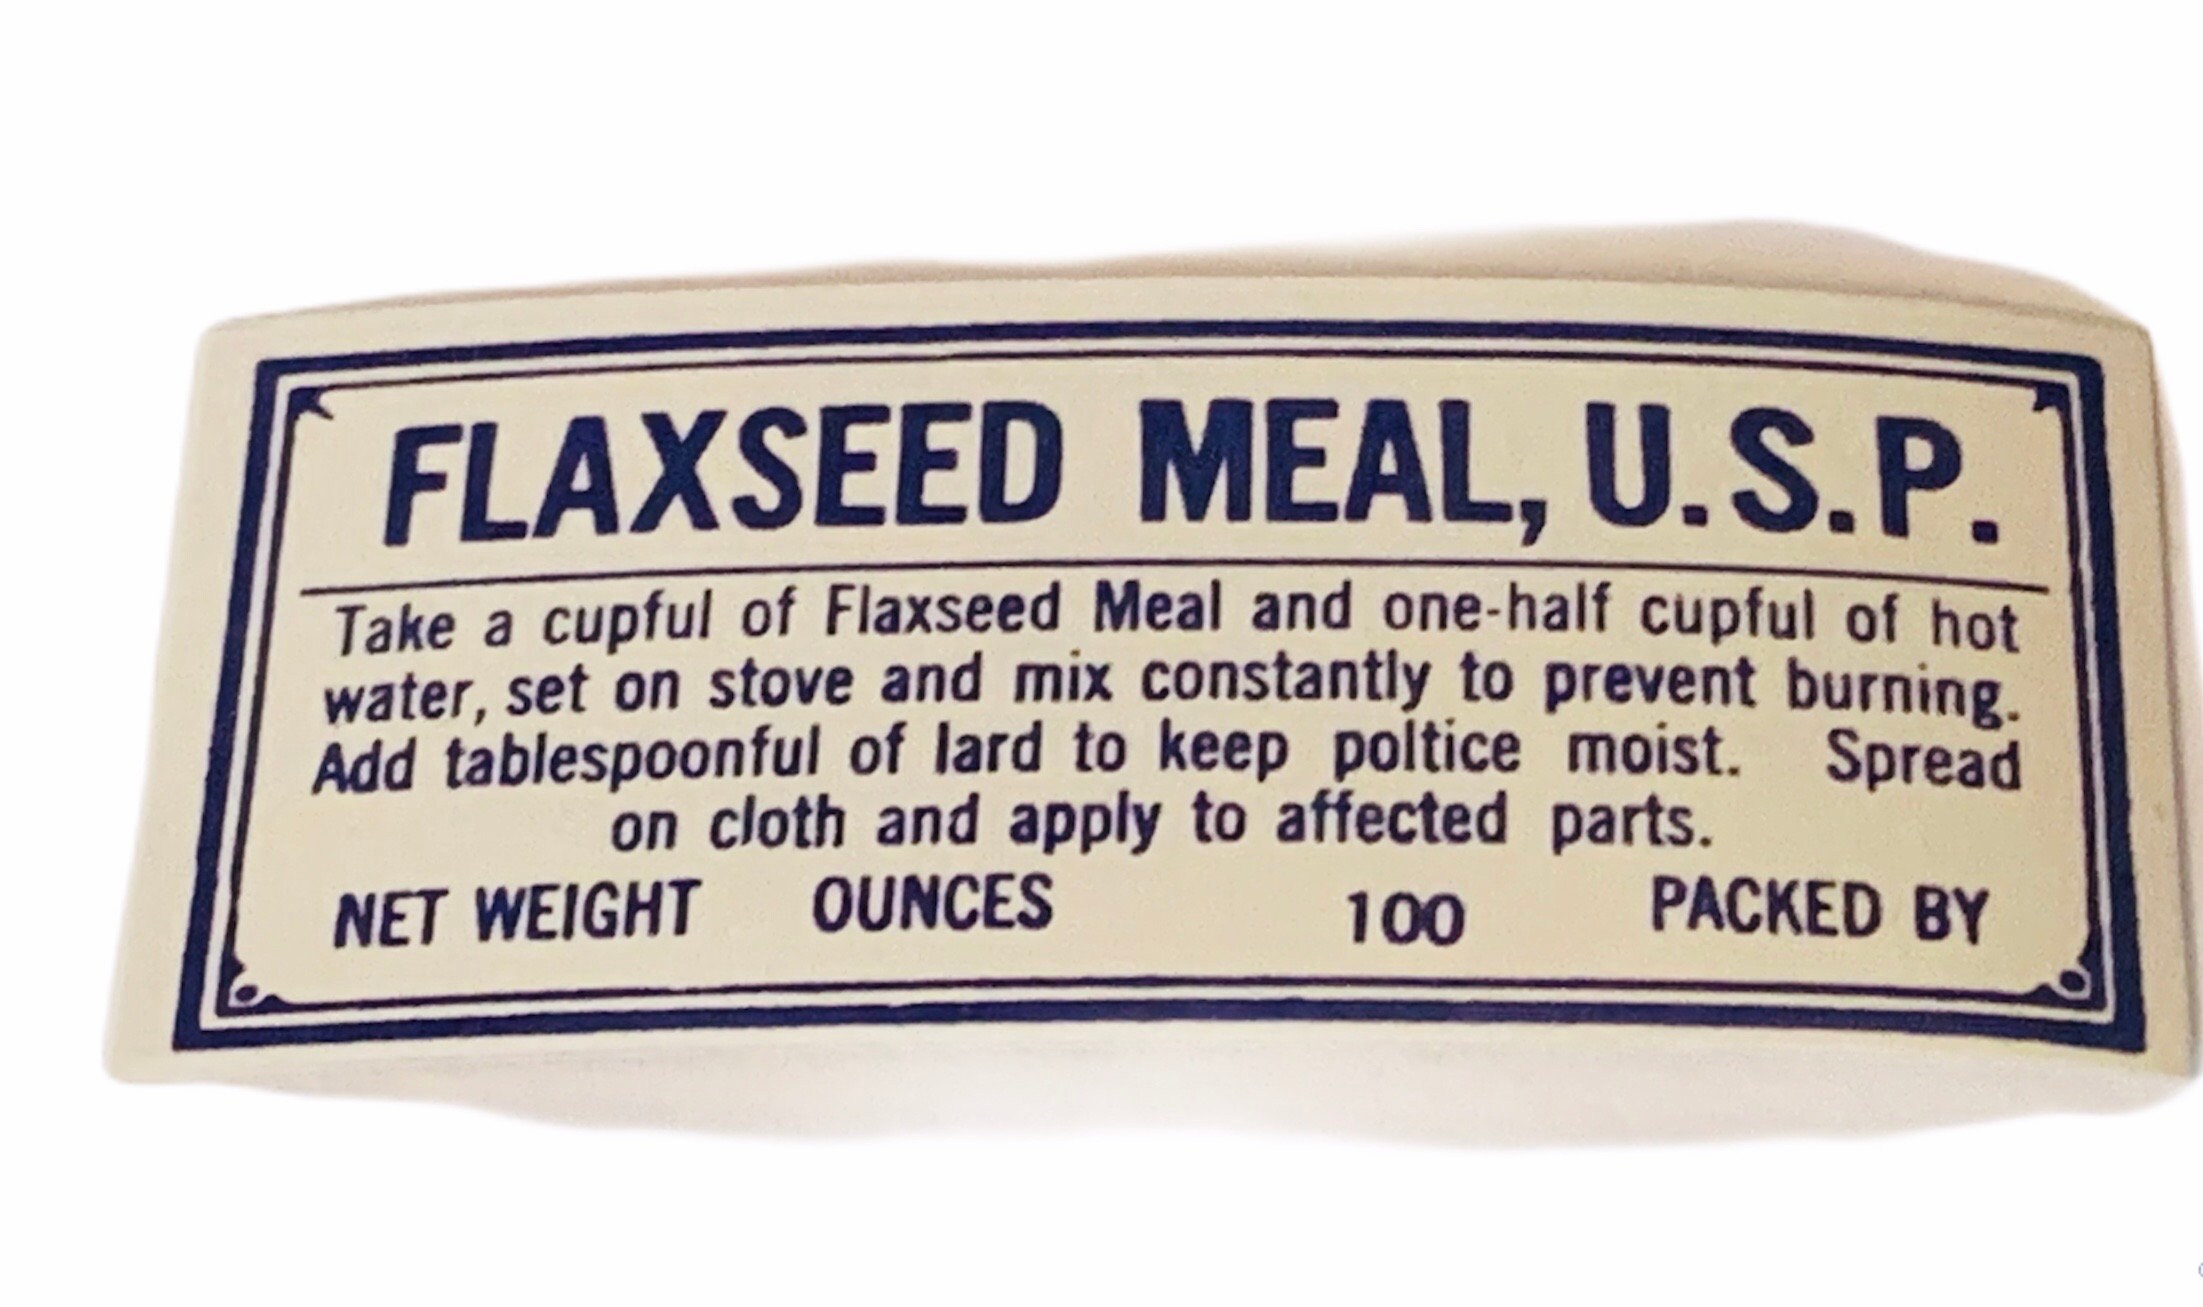 FLAXSEED MEAL, U.S.P.
Take a cupful of Flaxseed Meal and one-half cupful of hot
water, set on stove and mix constantly to prevent burning.
Add tablespoonful of lard to keep poltice moist. Spread
on cloth and apply to affected parts.
NET WEIGHT OUNCES 100 PACKED BY